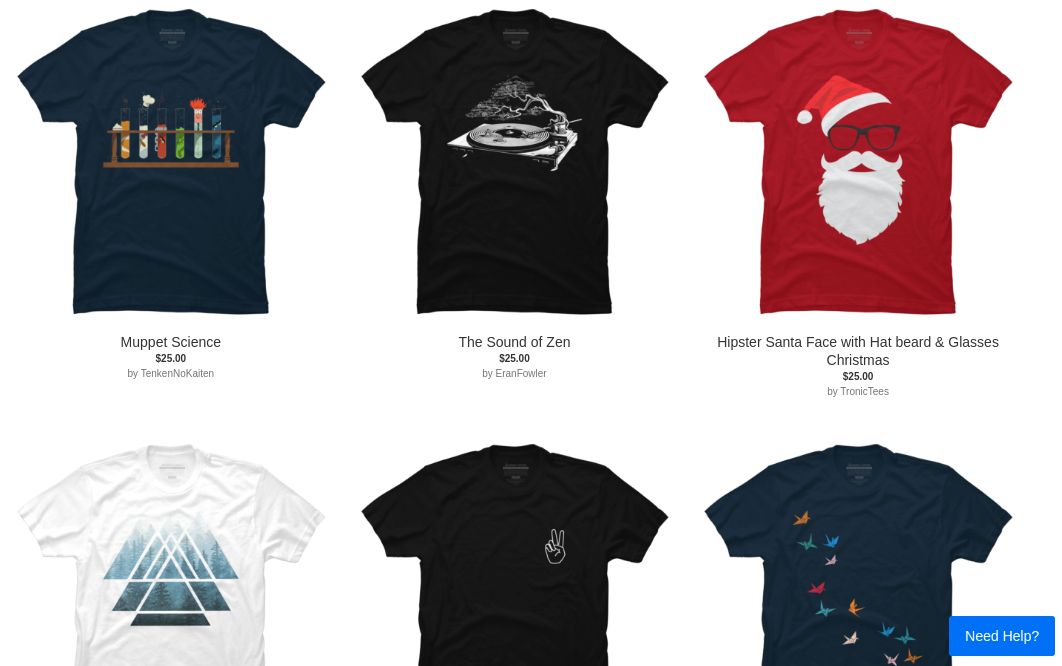 Muppet Science
$25.00
by TenkenNoKaiten
The Sound of Zen
$25.00
by EranFowler
Hipster Santa Face with Hat beard & Glasses
Christmas
$25.00
by TronicTees
Need Help?